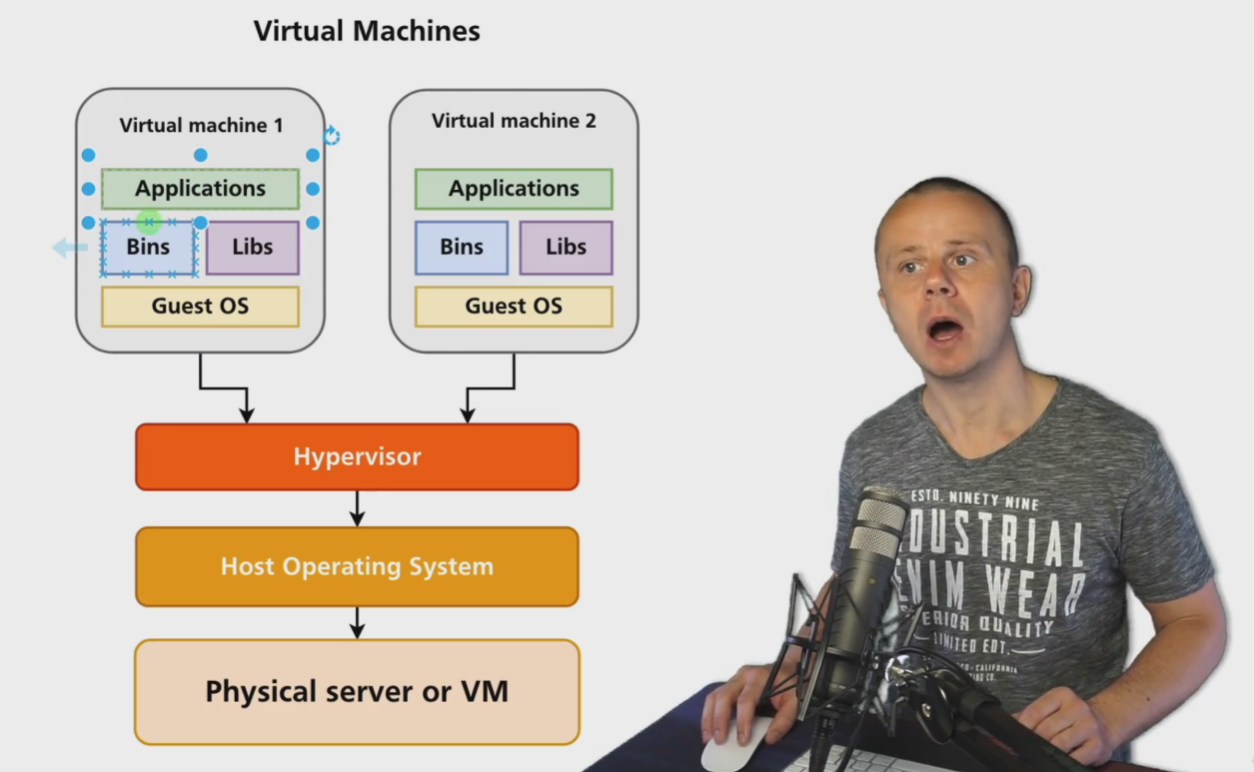 Virtual Machines
Virtual machine 1
Applications
Bins
Libs
Guest OS
Virtual machine 2
Applications
Bins
Libs
Guest OS
Hypervisor
Host Operating System
Physical server or VM
ESTD. NINETY NINE
DUSTRIAL
ENIM WEAR
ERIOR QUALITY
LIMITED EDT.
CALIFORNIA